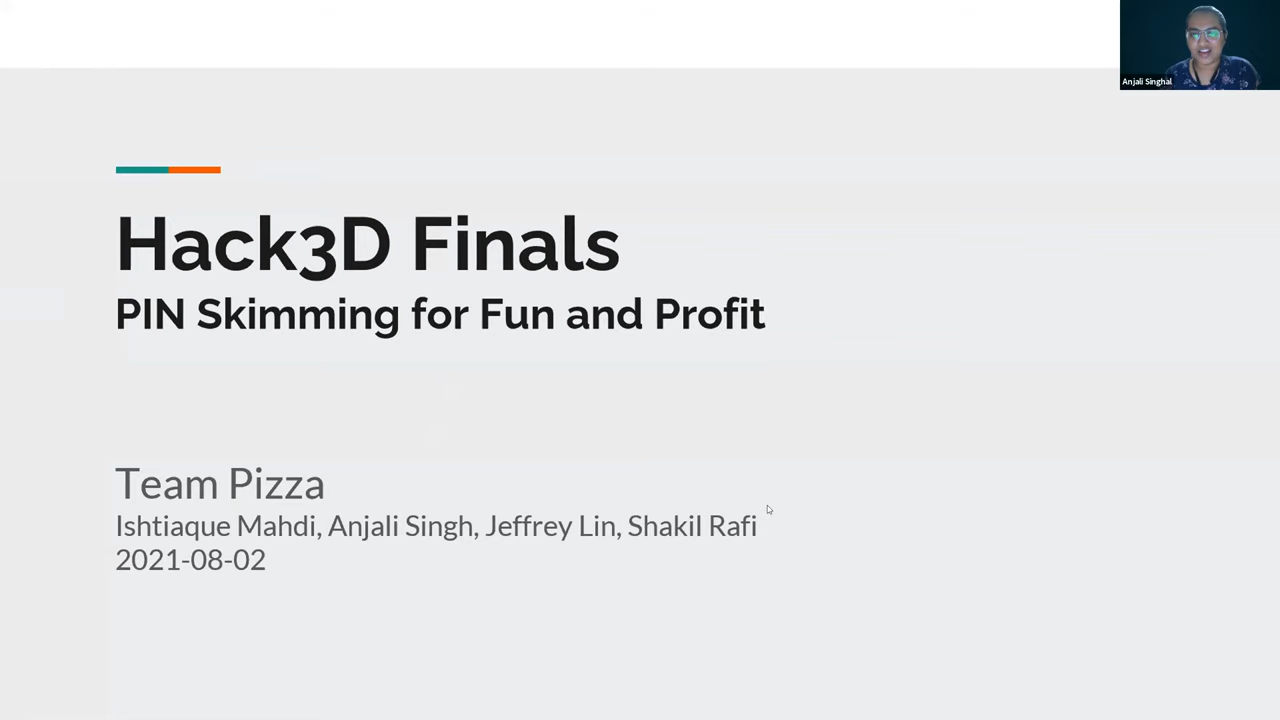 Anjali Singhal
Hack3D Finals
PIN Skimming for Fun and Profit
Team Pizza
Ishtiaque Mahdi, Anjali Singh, Jeffrey Lin, Shakil Rafi
2021-08-02